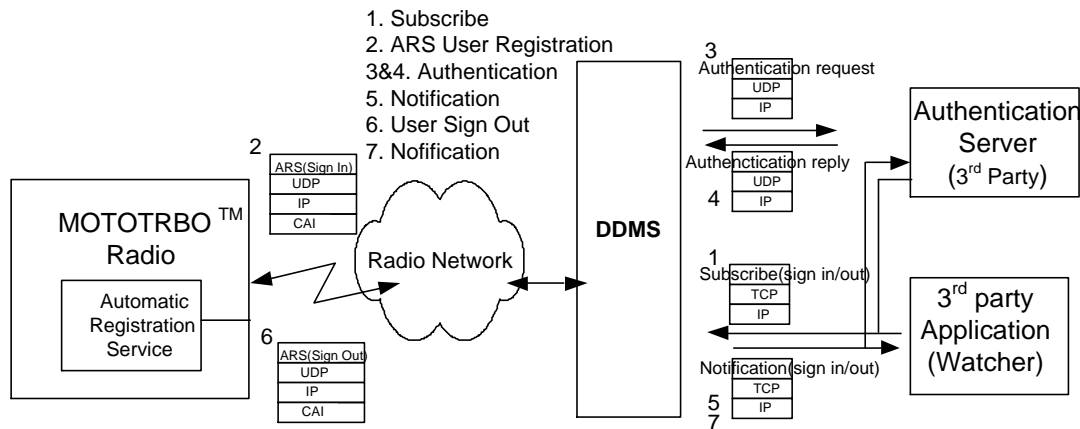 1. Subscribe
2. ARS User Registration
3&4. Authentication
5. Notification
6. User Sign Out
7. Nofification
2
ARS(Sign In)
UDP
IP
CAI
MOTOTRBO TM
Radio
Automatic
Registration
Service
6
ARS(Sign Out)
UDP
IP
CAI
Radio Network
DDMS
3
Authentication request
UDP
IP
Authenctication reply
4
UDP
IP
Authentication
Server
(3rd Party)
1
Subscribe(sign in/out)
TCP
IP
Notification(sign in/out)
5
7
TCP
IP
3rd party
Application
(Watcher)